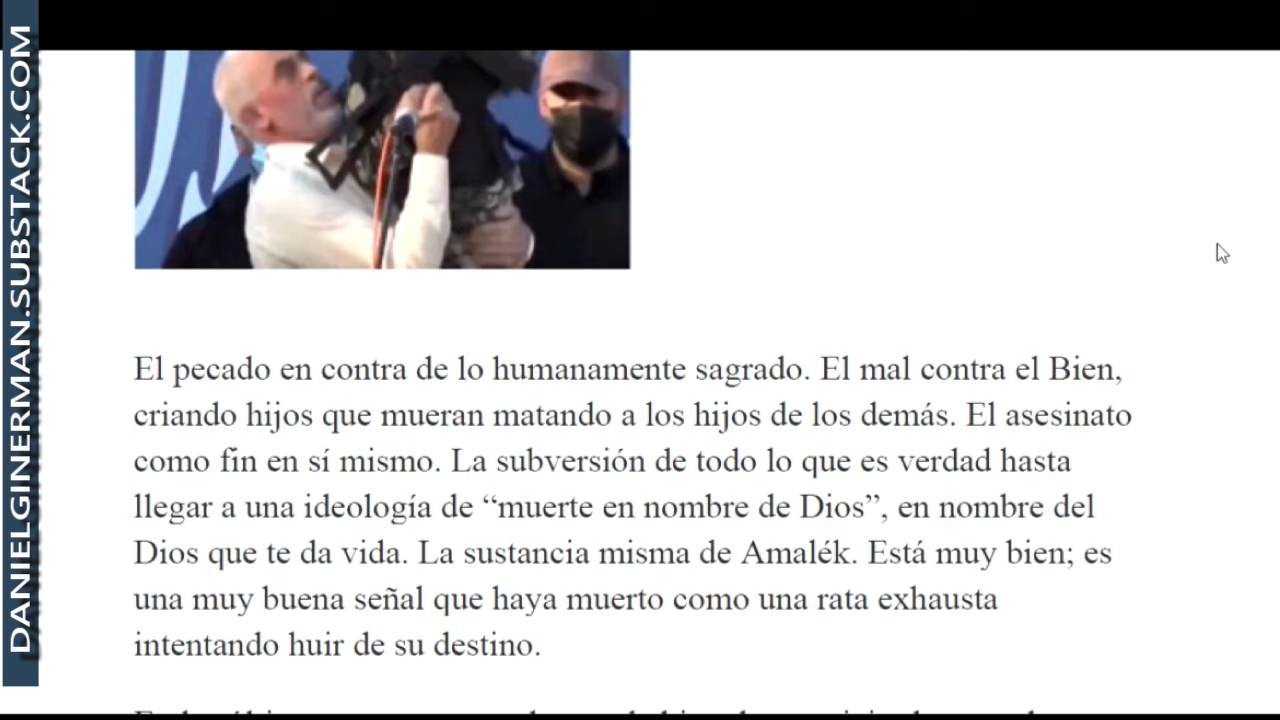 DANIELGINERMAN.SUBSTACK.COM
El pecado en contra de lo humanamente sagrado. El mal contra el Bien,
criando hijos que mueran matando a los hijos de los demás. El asesinato
como fin en sí mismo. La subversión de todo lo que es verdad hasta
llegar a una ideología de “muerte en nombre de Dios”, en nombre del
Dios que te da vida. La sustancia misma de Amalék. Está muy bien; es
una muy buena señal que haya muerto como una rata exhausta
intentando huir de su destino.